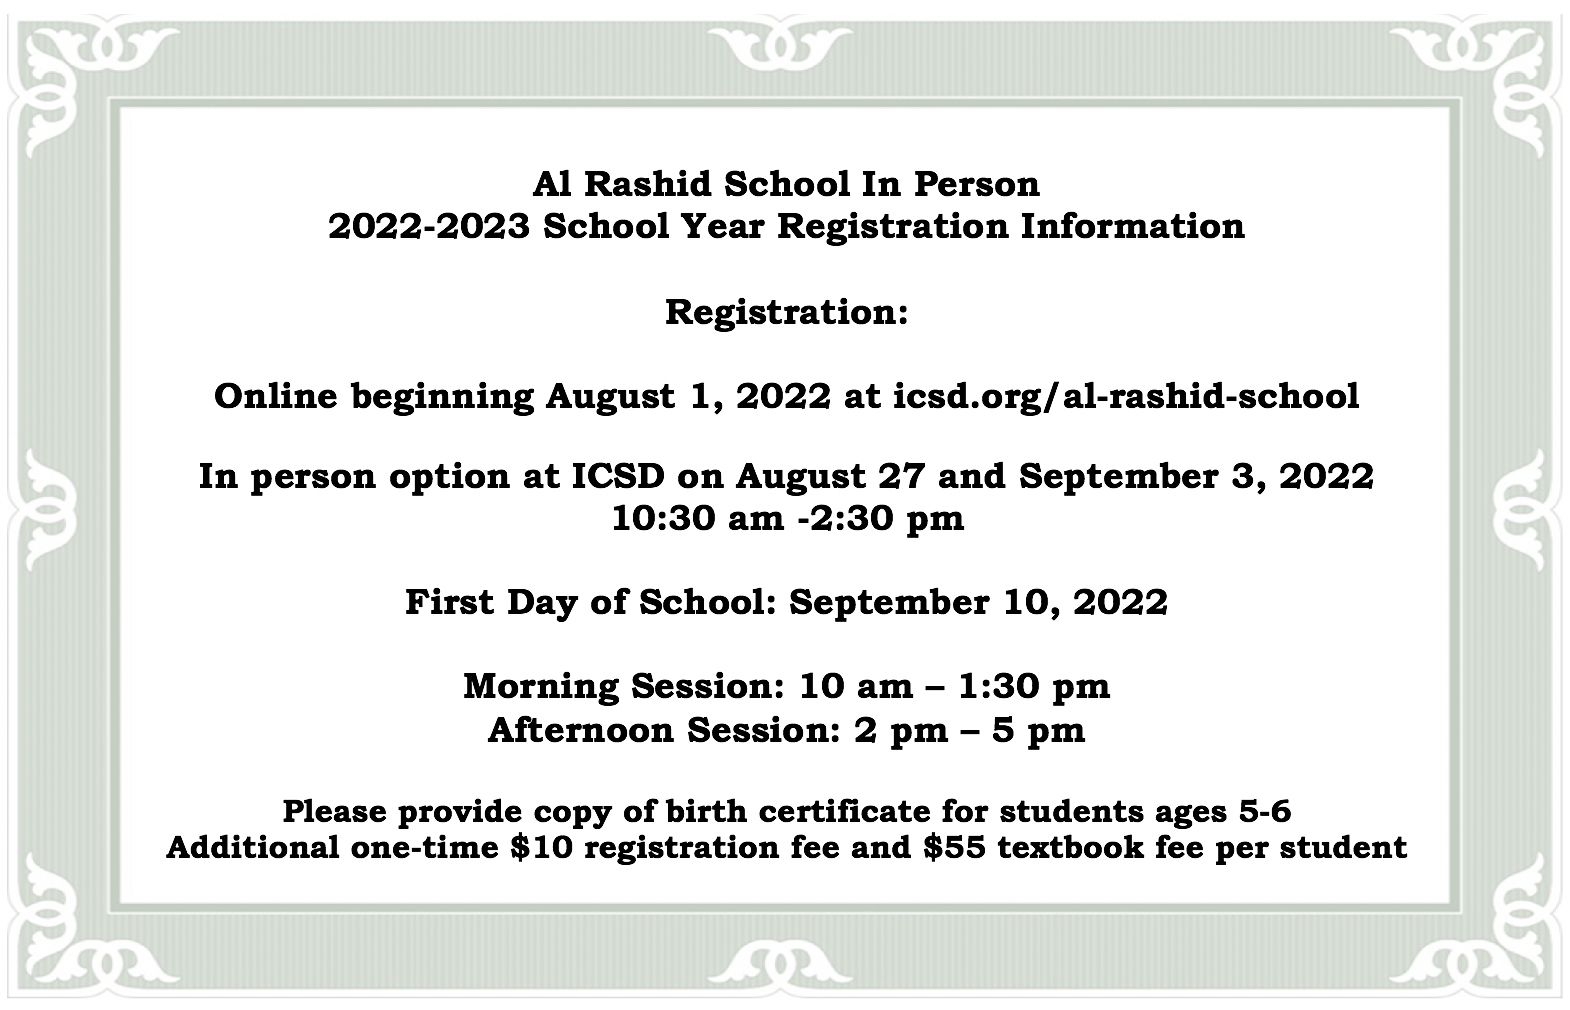 Al Rashid School In Person
2022-2023 School Year Registration Information
Registration:
Online beginning August 1, 2022 at icsd.org/al-rashid-school
In person option at ICSD on August 27 and September 3, 2022
10:30 am -2:30 pm
First Day of School: September 10, 2022
Morning Session: 10 am – 1:30 pm
Afternoon Session: 2 pm – 5 pm
Please provide copy of birth certificate for students ages 5-6
Additional one-time $10 registration fee and $55 textbook fee per student